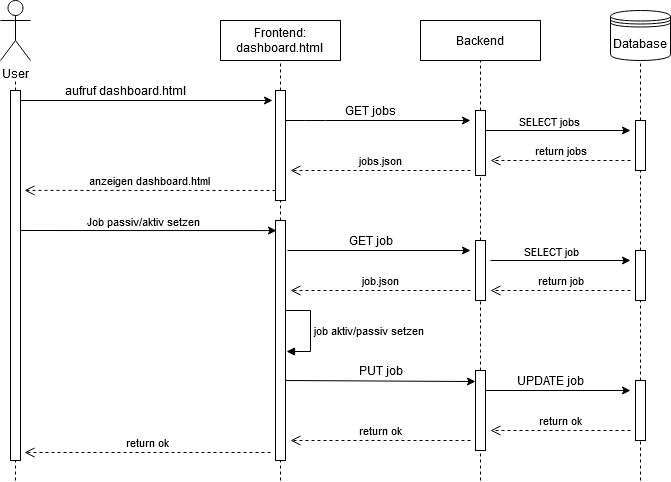 User
Frontend:
dashboard.html
Backend
Database
aufruf dashboard.html
GET jobs
SELECT jobs
return jobs
jobs.json
anzeigen dashboard.html
Job passiv/aktiv setzen
GET job
SELECT job
return job
job.json
job aktiv/passiv setzen
PUT job
UPDATE job
return ok
return ok
return ok